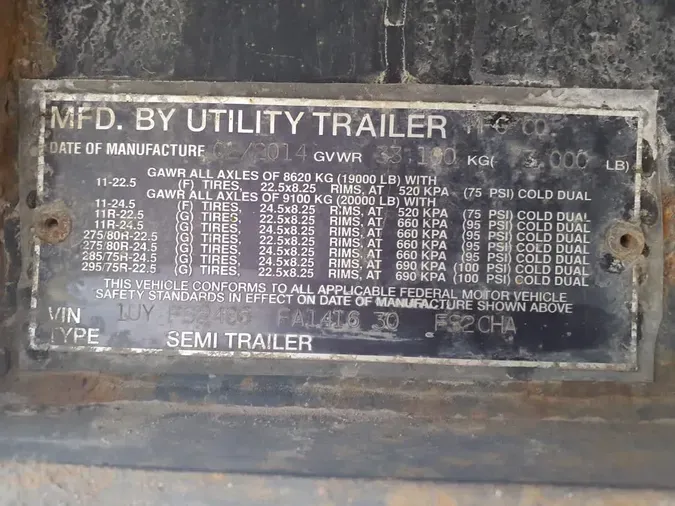 MFD. BY UTILITY TRAILER MFG CO.
DATE OF MANUFACTURE /2014 GVWR KG( 000 LB)
GAWR ALL AXLES OF 8620 KG (19000 LB) WITH
11-22.5 (F) TIRES, 22.5x8.25 RIMS, AT 520 KPA (75 PSI) COLD DUAL
GAWR ALL AXLES OF 9100 KG (20000 LB) WITH
11-24.5 (F) TIRES, 24.5x8.25 RIMS, AT 520 KPA (75 PSI) COLD DUAL
11R-22.5 (G) TIRES, 22.5x8.25 RIMS, AT 660 KPA (95 PSI) COLD DUAL
11R-24.5 (G) TIRES, 24.5x8.25 RIMS, AT 660 KPA (95 PSI) COLD DUAL
275/80R-22.5 (G) TIRES, 22.5x8.25 RIMS, AT 660 KPA (95 PSI) COLD DUAL
275/80R-24.5 (G) TIRES, 24.5x8.25 RIMS, AT 660 KPA (95 PSI) COLD DUAL
285/75R-24.5 (G) TIRES, 24.5x8.25 RIMS, AT 690 KPA (100 PSI) COLD DUAL
295/75R-22.5 (G) TIRES, 22.5x8.25 RIMS, AT 690 KPA (100 PSI) COLD DUAL
THIS VEHICLE CONFORMS TO ALL APPLICABLE FEDERAL MOTOR VEHICLE
SAFETY STANDARDS IN EFFECT ON DATE OF MANUFACTURE SHOWN ABOVE
VIN 1UY FS2CHA
TYPE SEMI TRAILER